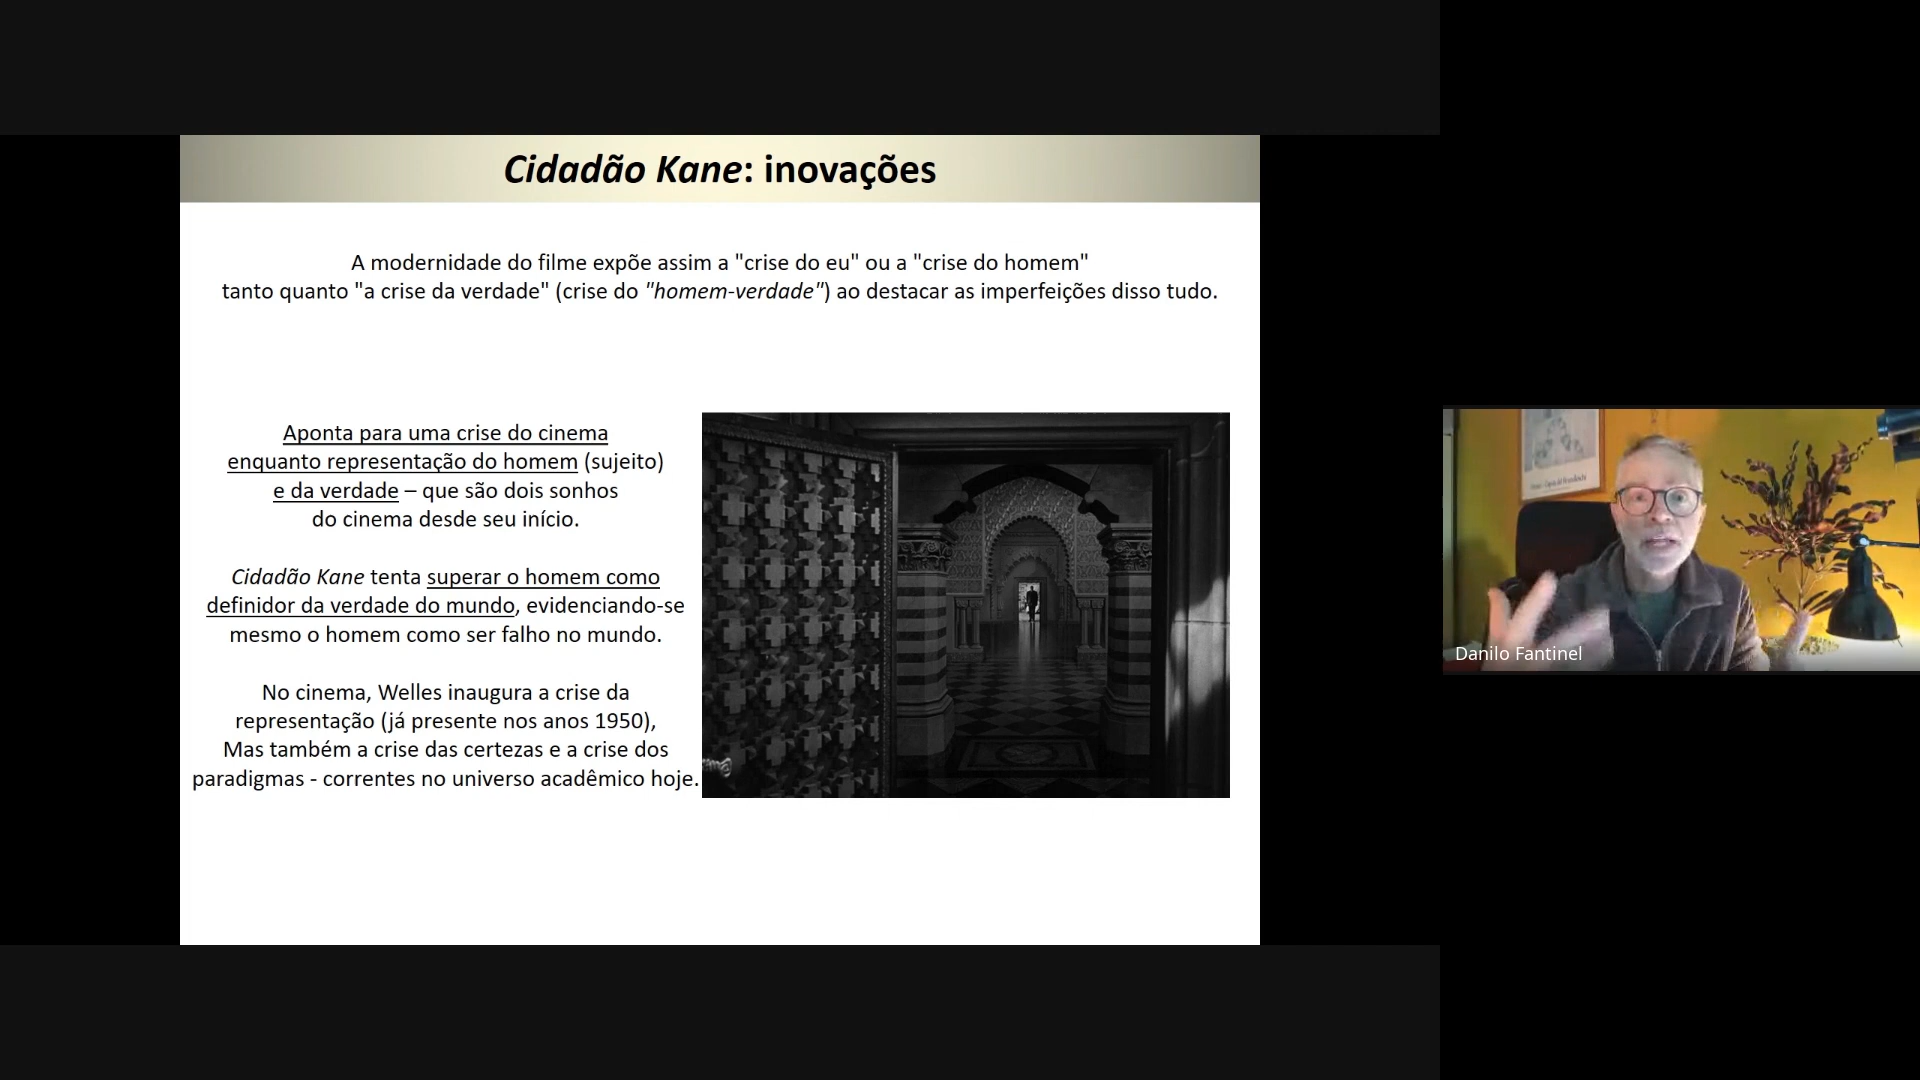 Cidadão Kane: inovações
A modernidade do filme expõe assim a "crise do eu" ou a "crise do homem"
tanto quanto "a crise da verdade" (crise do "homem-verdade") ao destacar as imperfeições disso tudo.
Aponta para uma crise do cinema
enquanto representação do homem (sujeito)
e da verdade – que são dois sonhos
do cinema desde seu início.
Cidadão Kane tenta superar o homem como
definidor da verdade do mundo, evidenciando-se
mesmo o homem como ser falho no mundo.
No cinema, Welles inaugura a crise da
representação (já presente nos anos 1950),
Mas também a crise das certezas e a crise dos
paradigmas - correntes no universo acadêmico hoje.
Danilo Fantinel